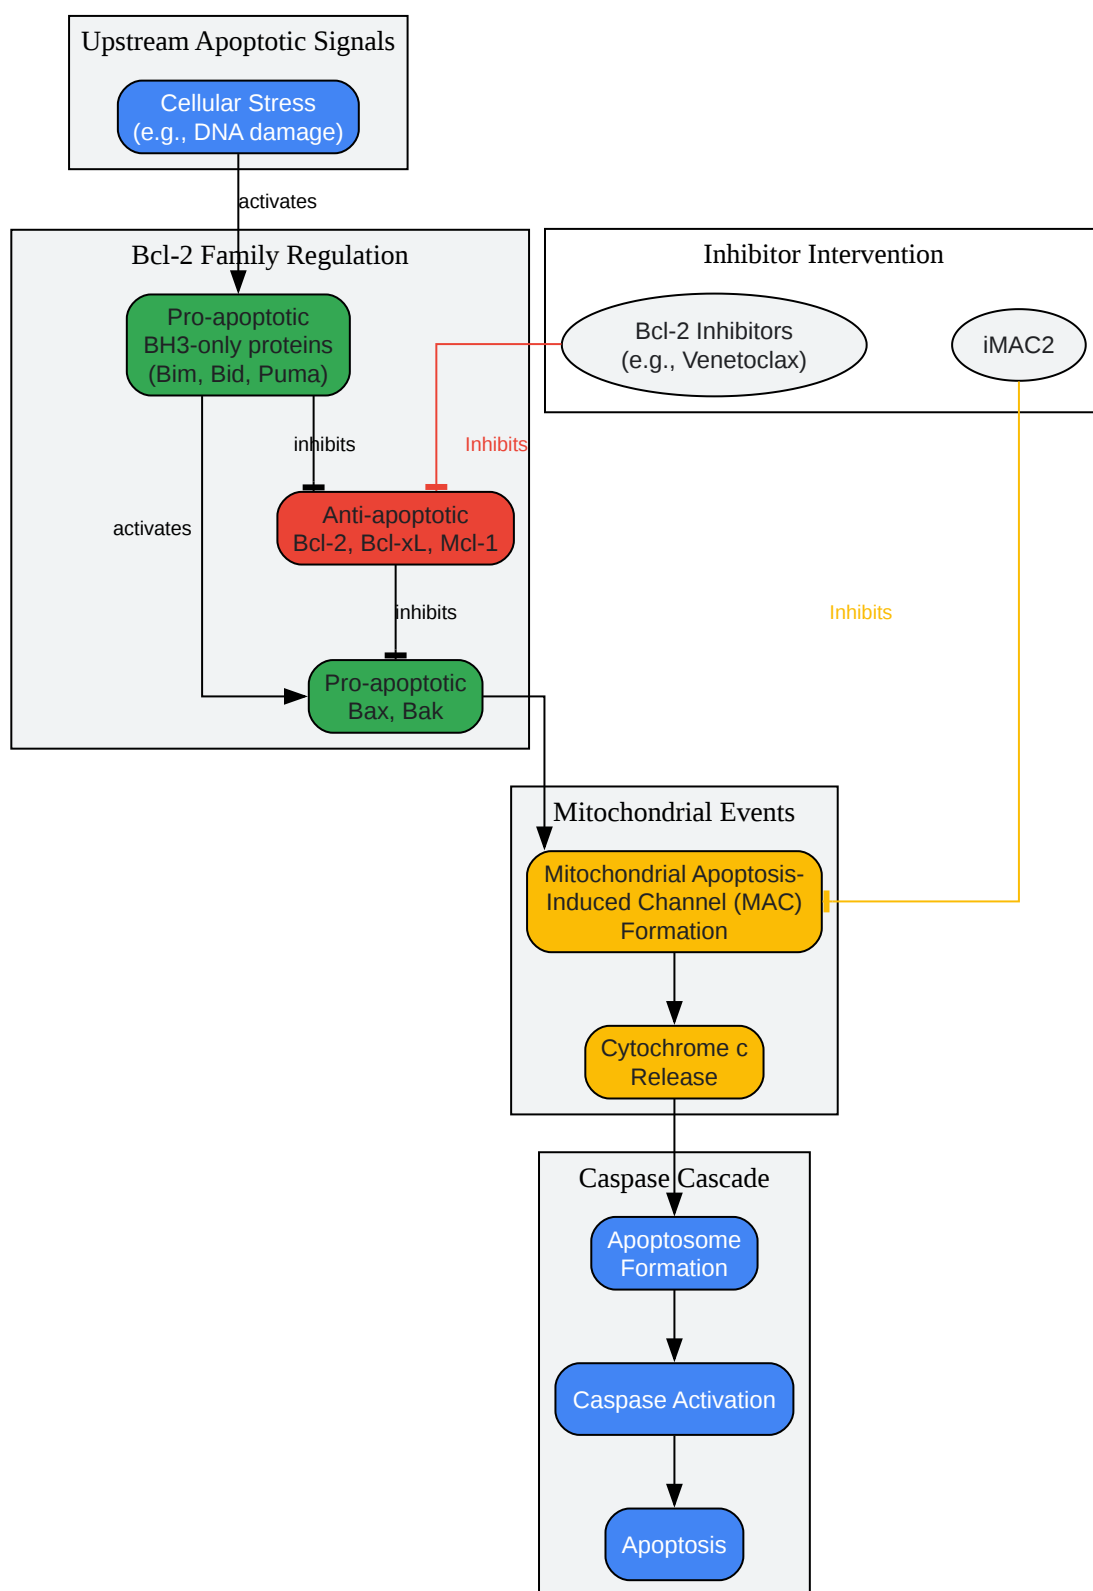 Upstream Apoptotic Signals
Cellular Stress
(e.g., DNA damage)
activates
Bcl-2 Family Regulation
Pro-apoptotic
BH3-only proteins
(Bim, Bid, Puma)
Inhibitor Intervention
Bcl-2 Inhibitors
(e.g., Venetoclax)
iMAC2
inhibits
Inhibits
activates
Anti-apoptotic
Bcl-2, Bcl-xL, Mcl-1
inhibits
Inhibits
Pro-apoptotic
Bax, Bak
Mitochondrial Events
Mitochondrial Apoptosis-
Induced Channel (MAC)
Formation
Cytochrome c
Release
Caspase Cascade
Apoptosome
Formation
Caspase Activation
Apoptosis